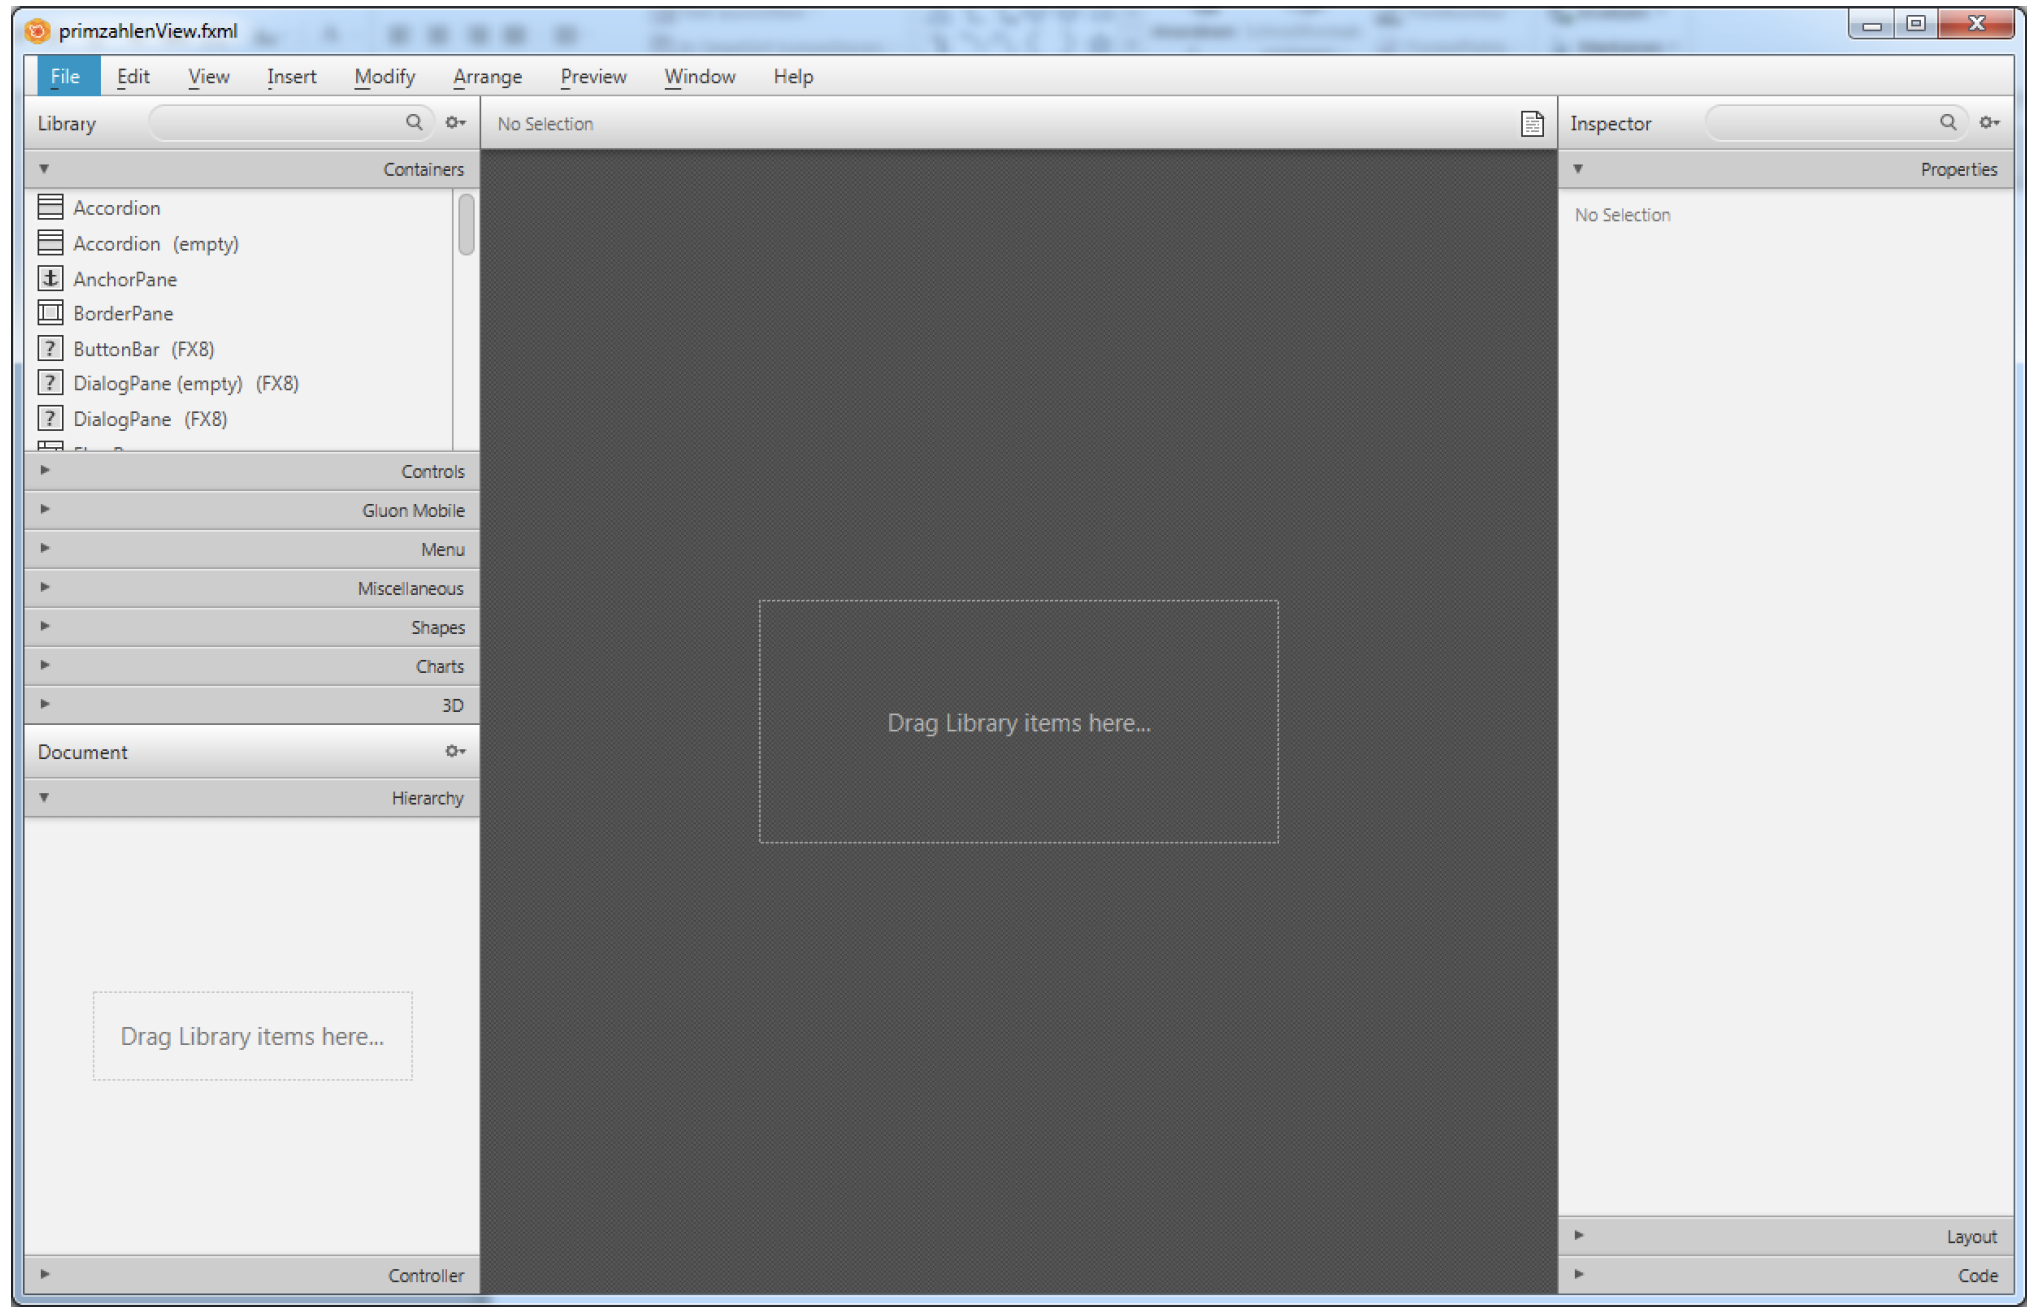 primzahlenView.fxml
File Edit View Insert Modify Arrange Preview Window Help
Library
No Selection
Inspector
Containers
Properties
Accordion
Accordion (empty)
AnchorPane
BorderPane
ButtonBar (FX8)
DialogPane (empty) (FX8)
DialogPane (FX8)
No Selection
Controls
Gluon Mobile
Menu
Miscellaneous
Shapes
Charts
3D
Document
Hierarchy
Drag Library items here...
Controller
Drag Library items here...
Layout
Code